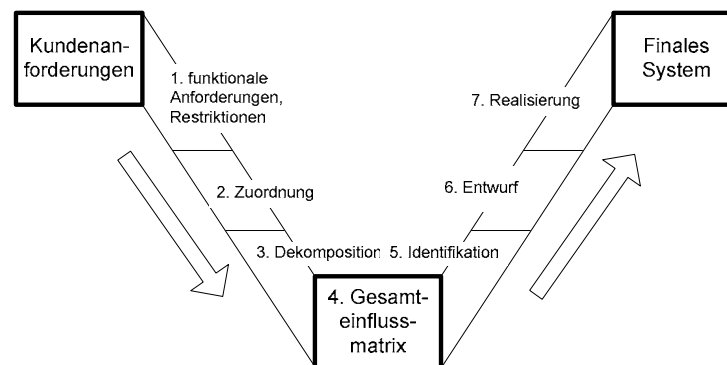 Kundenan-
forderungen
1. funktionale
Anforderungen,
Restriktionen
2. Zuordnung
3. Dekomposition
4. Gesamt-
einfluss-
matrix
5. Identifikation
6. Entwurf
7. Realisierung
Finales
System